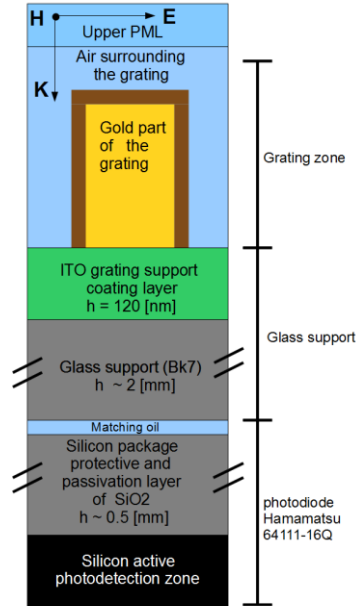 H
E
Upper PML
Air surrounding
the grating
K
Gold part
of the
grating
Grating zone
ITO grating support
coating layer
h = 120 [nm]
Glass support
Glass support (Bk7)
h ~ 2 [mm]
Matching oil
Silicon package
protective and
passivation layer
of SiO2
h ~ 0.5 [mm]
photodiode
Hamamatsu
64111-16Q
Silicon active
photodetection zone